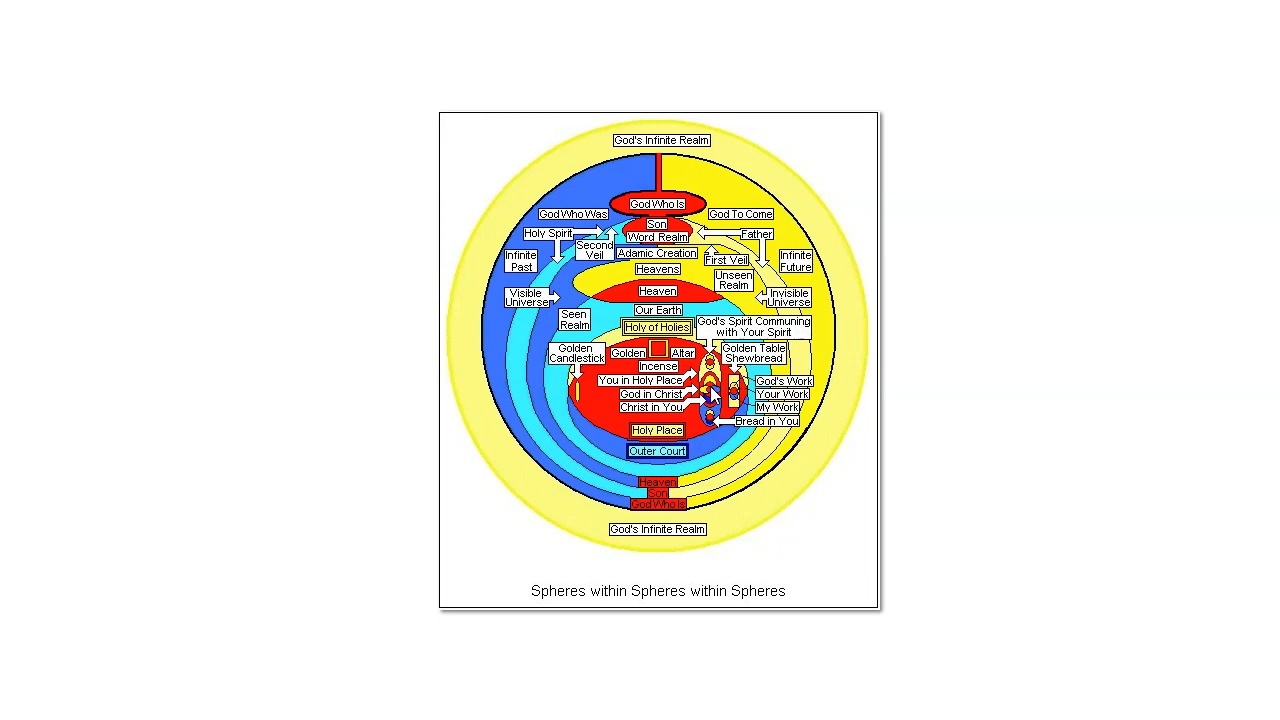 God's Infinite Realm
God Who Is
God Who Was
God To Come
Son
Holy Spirit
Word Realm
Father
Second
Veil
Adamic Creation
First Veil
Infinite
Past
Infinite
Future
Heavens
Unseen
Realm
Visible
Universe
Heaven
Invisible
Universe
Our Earth
Seen
Realm
Holy of Holies
God's Spirit Communing
with Your Spirit
Golden
Candlestick
Golden
Altar
Incense
Golden Table
Shewbread
You in Holy Place
God's Work
God in Christ
Your Work
Christ in You
My Work
Bread in You
Holy Place
Outer Court
Heaven
Son
God Who Is
God's Infinite Realm
Spheres within Spheres within Spheres